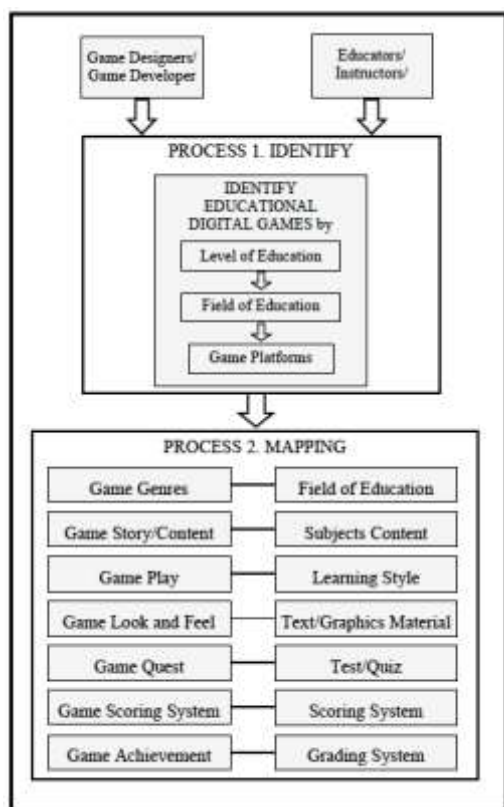 Game Designers/
Game Developer
Educators/
Instructors/
PROCESS 1. IDENTIFY
IDENTIFY
EDUCATIONAL
DIGITAL GAMES by
Level of Education
Field of Education
Game Platforms
PROCESS 2. MAPPING
Game Genres
Field of Education
Game Story/Content
Subjects Content
Game Play
Learning Style
Game Look and Feel
Text/Graphics Material
Game Quest
Test/Quiz
Game Scoring System
Scoring System
Game Achievement
Grading System